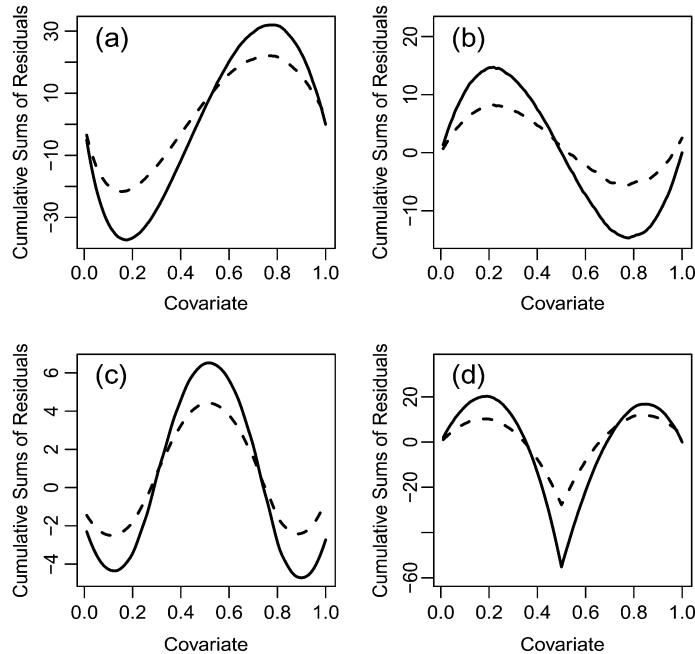 (a)
Cumulative Sums of Residuals
30
10
−10
−30
0.0 0.2 0.4 0.6 0.8 1.0
Covariate
(b)
Cumulative Sums of Residuals
20
10
0
−10
0.0 0.2 0.4 0.6 0.8 1.0
Covariate
(c)
Cumulative Sums of Residuals
6
4
2
0
−2
−4
0.0 0.2 0.4 0.6 0.8 1.0
Covariate
(d)
Cumulative Sums of Residuals
20
0
−20
−60
0.0 0.2 0.4 0.6 0.8 1.0
Covariate